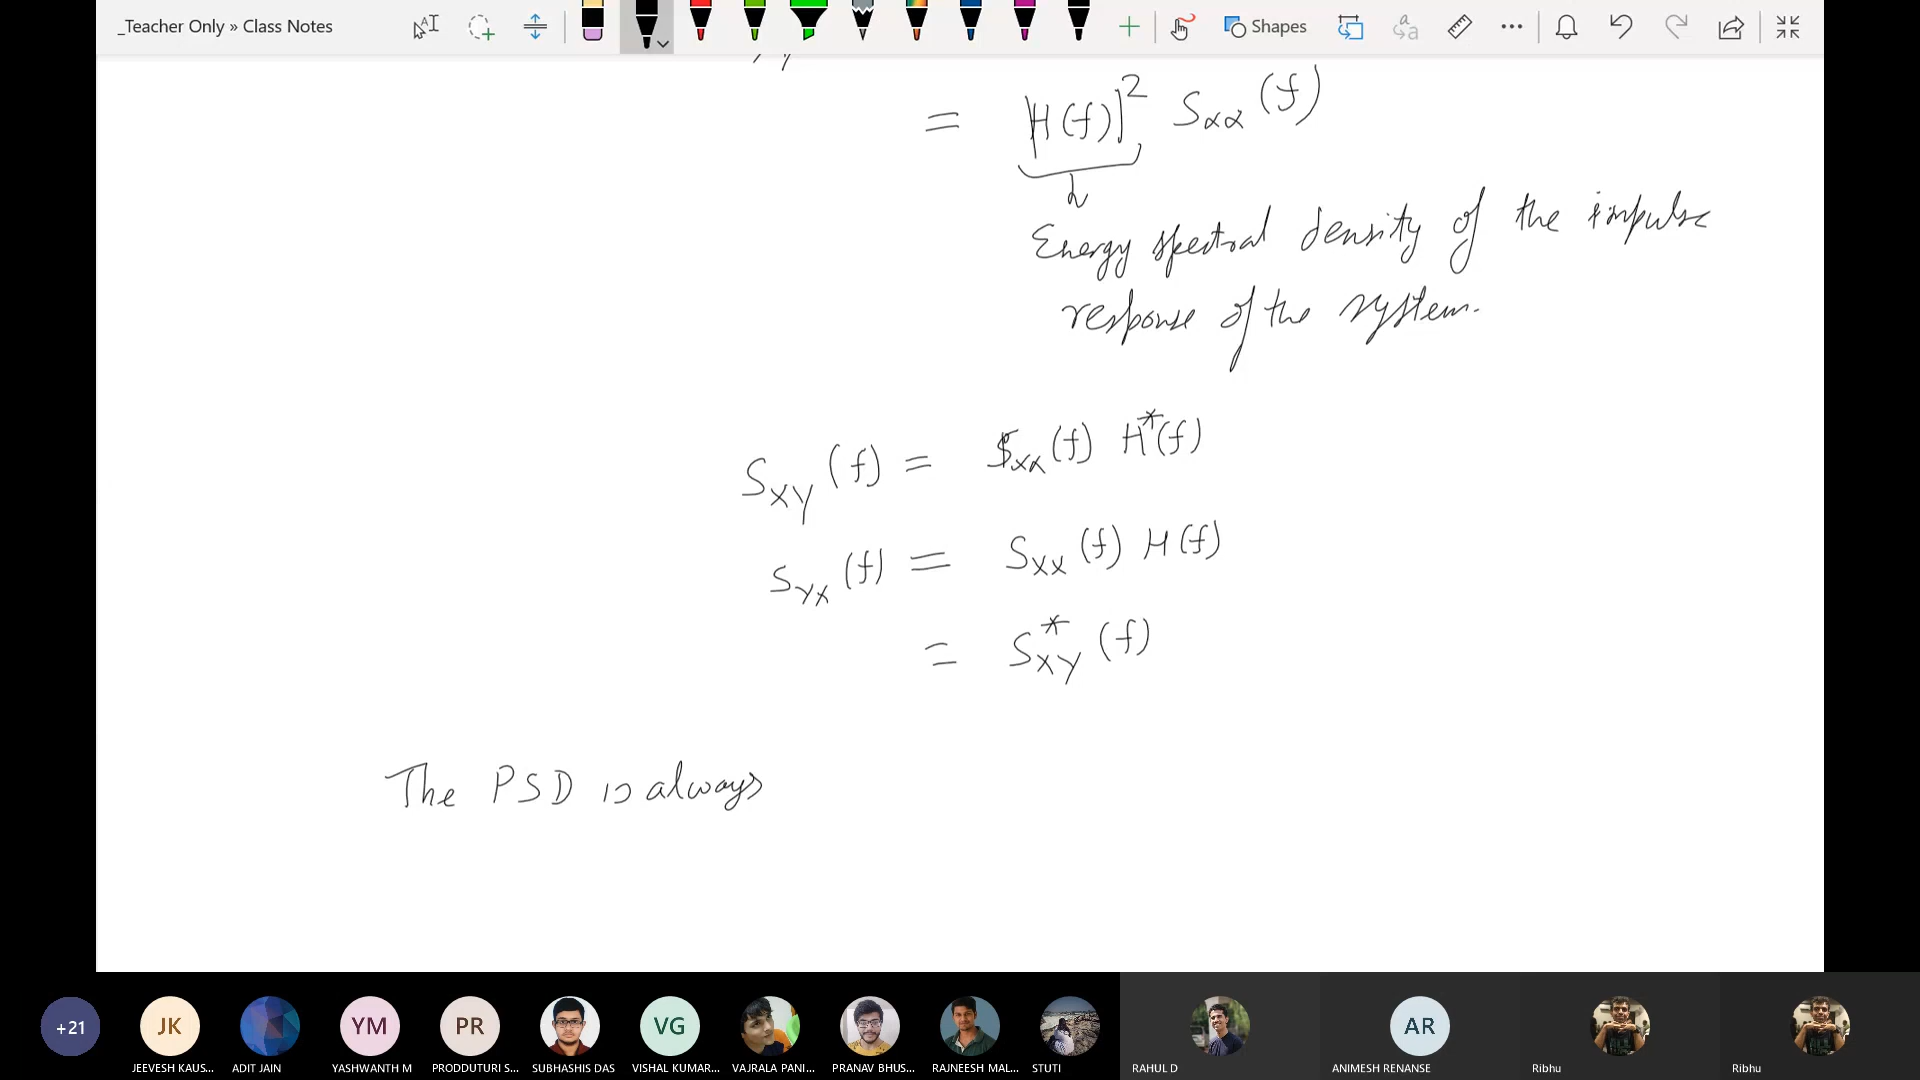 _Teacher Only » Class Notes
Shapes
= |H(f)|² Sxx (f)
Energy spectral density of the impulse
response of the system.
Sxy (f) = Sxx (f) H*(f)
Syx (f) = Sxx (f) H (f)
= S*xy (f)
The PSD is always
+21
JK
YM
PR
VG
AR
JEEVESH KAUS...
ADIT JAIN
YASHWANTH M
PRODDUTURI S...
SUBHASHIS DAS
VISHAL KUMAR...
VAJRALA PANI...
PRANAV BHUS...
RAJNEESH MAL...
STUTI
RAHUL D
ANIMESH RENANSE
Ribhu
Ribhu